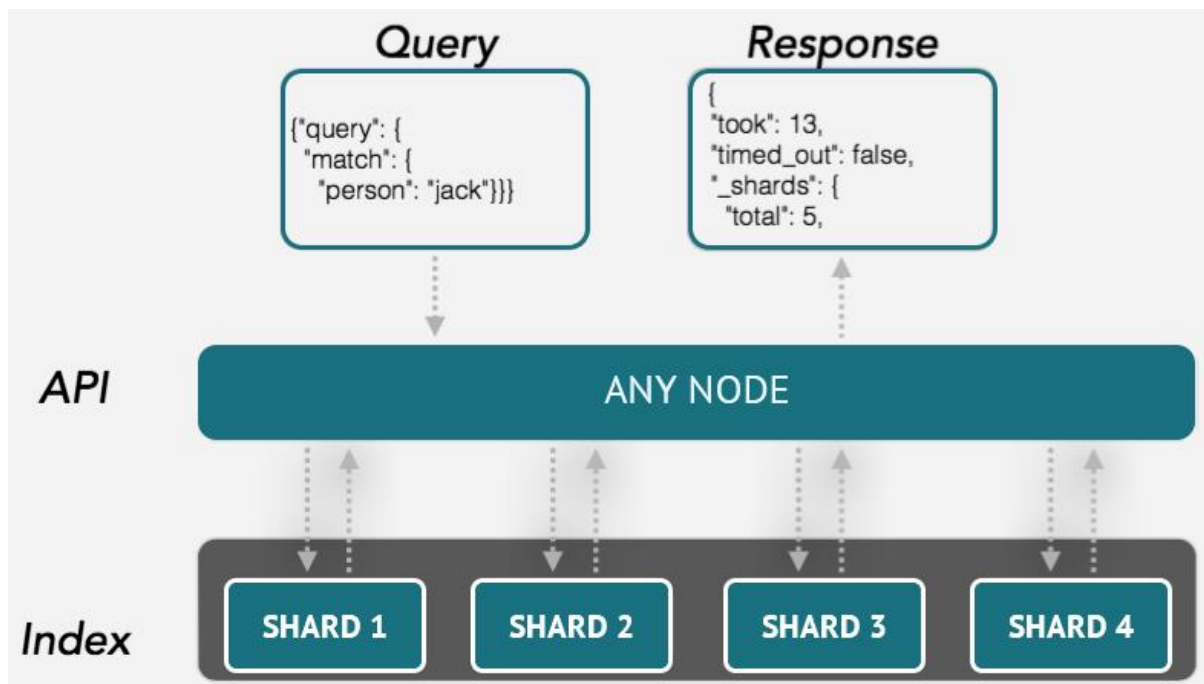 Query
Response
{"query": {
"match": {
"person": "jack"}}}
{
"took": 13,
"timed_out": false,
"_shards": {
"total": 5,
API
ANY NODE
Index
SHARD 1
SHARD 2
SHARD 3
SHARD 4